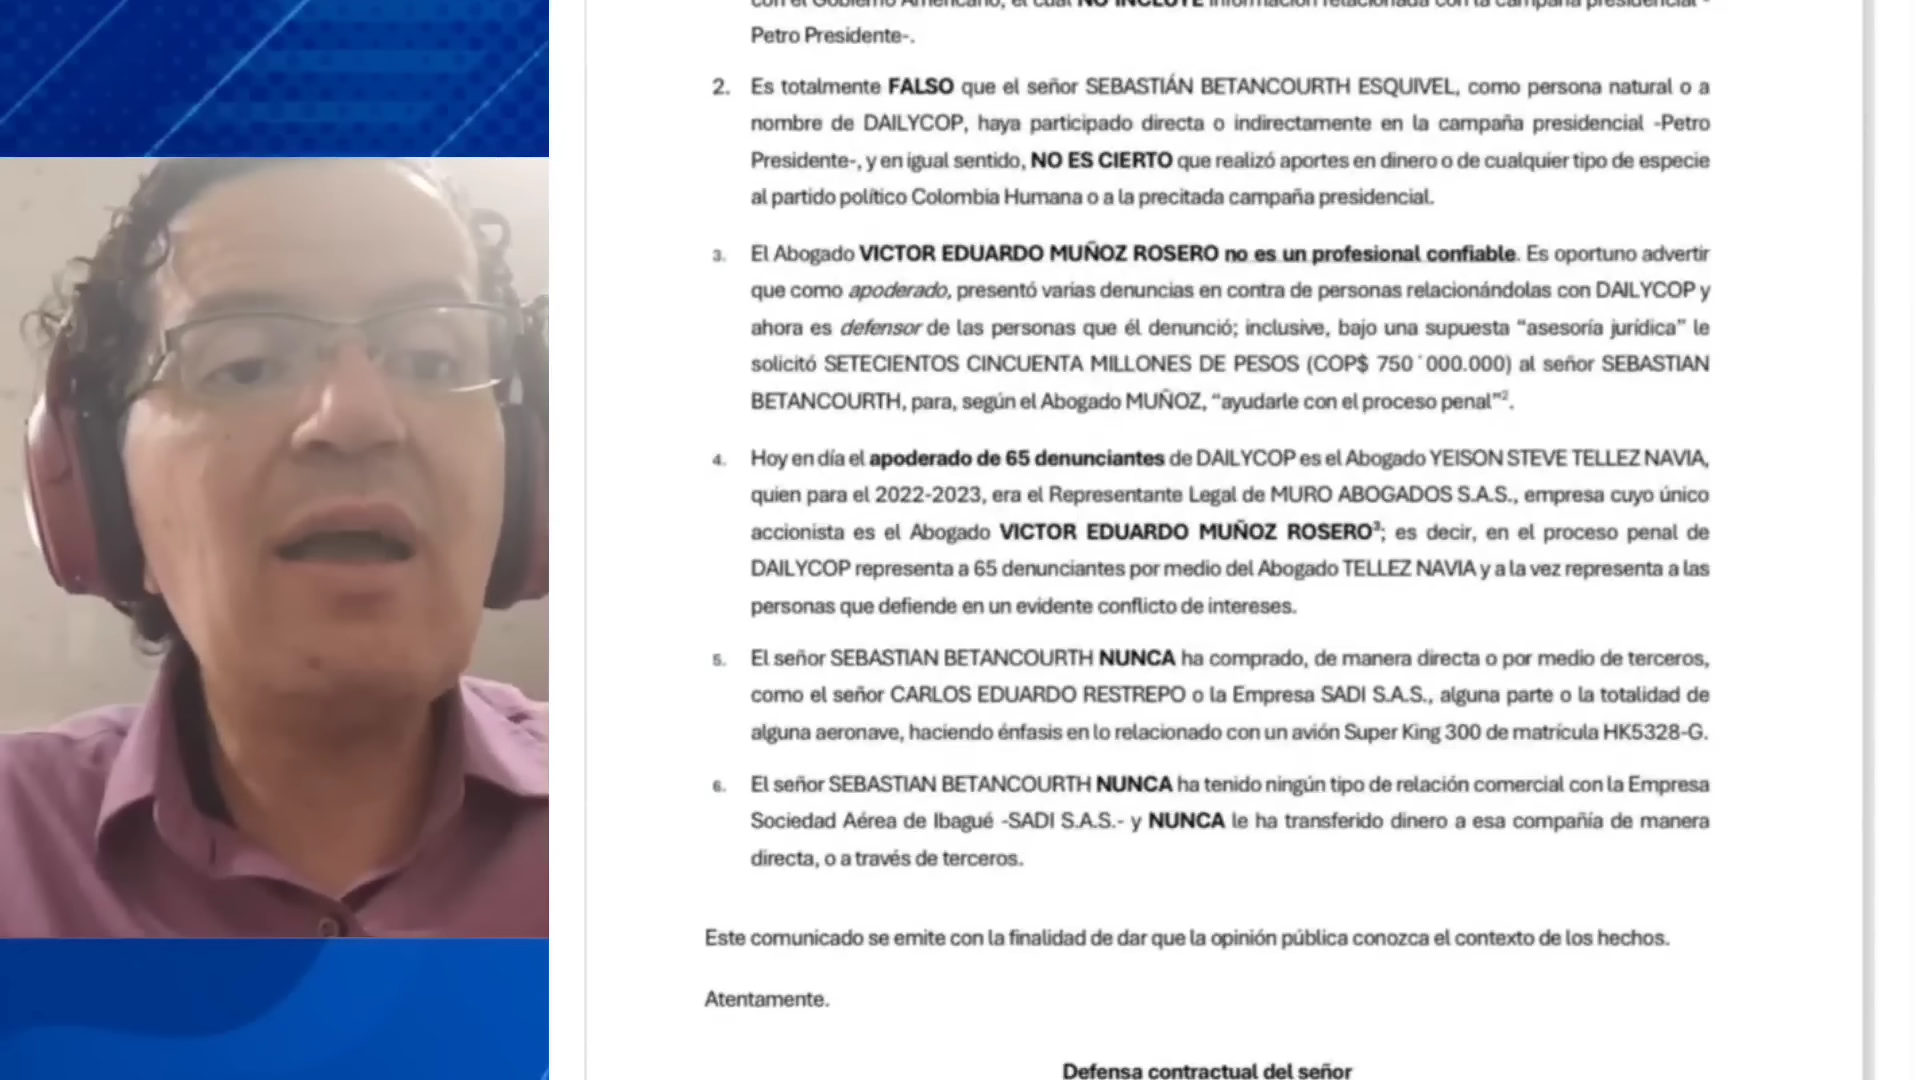 con el Gobierno Americano, el cual NO INCLUYE información relacionada con la campaña presidencial -
Petro Presidente-.
2. Es totalmente FALSO que el señor SEBASTIÁN BETANCOURTH ESQUIVEL, como persona natural o a
nombre de DAILYCOP, haya participado directa o indirectamente en la campaña presidencial -Petro
Presidente-, y en igual sentido, NO ES CIERTO que realizó aportes en dinero o de cualquier tipo de especie
al partido político Colombia Humana o a la precitada campaña presidencial.
3. El Abogado VICTOR EDUARDO MUÑOZ ROSERO no es un profesional confiable. Es oportuno advertir
que como apoderado, presentó varias denuncias en contra de personas relacionándolas con DAILYCOP y
ahora es defensor de las personas que él denunció; inclusive, bajo una supuesta “asesoría jurídica” le
solicitó SETECIENTOS CINCUENTA MILLONES DE PESOS (COP$ 750´000.000) al señor SEBASTIAN
BETANCOURTH, para, según el Abogado MUÑOZ, “ayudarle con el proceso penal”².
4. Hoy en día el apoderado de 65 denunciantes de DAILYCOP es el Abogado YEISON STEVE TELLEZ NAVIA,
quien para el 2022-2023, era el Representante Legal de MURO ABOGADOS S.A.S., empresa cuyo único
accionista es el Abogado VICTOR EDUARDO MUÑOZ ROSERO³; es decir, en el proceso penal de
DAILYCOP representa a 65 denunciantes por medio del Abogado TELLEZ NAVIA y a la vez representa a las
personas que defiende en un evidente conflicto de intereses.
5. El señor SEBASTIAN BETANCOURTH NUNCA ha comprado, de manera directa o por medio de terceros,
como el señor CARLOS EDUARDO RESTREPO o la Empresa SADI S.A.S., alguna parte o la totalidad de
alguna aeronave, haciendo énfasis en lo relacionado con un avión Super King 300 de matrícula HK5328-G.
6. El señor SEBASTIAN BETANCOURTH NUNCA ha tenido ningún tipo de relación comercial con la Empresa
Sociedad Aérea de Ibagué -SADI S.A.S.- y NUNCA le ha transferido dinero a esa compañía de manera
directa, o a través de terceros.
Este comunicado se emite con la finalidad de dar que la opinión pública conozca el contexto de los hechos.
Atentamente.
Defensa contractual del señor